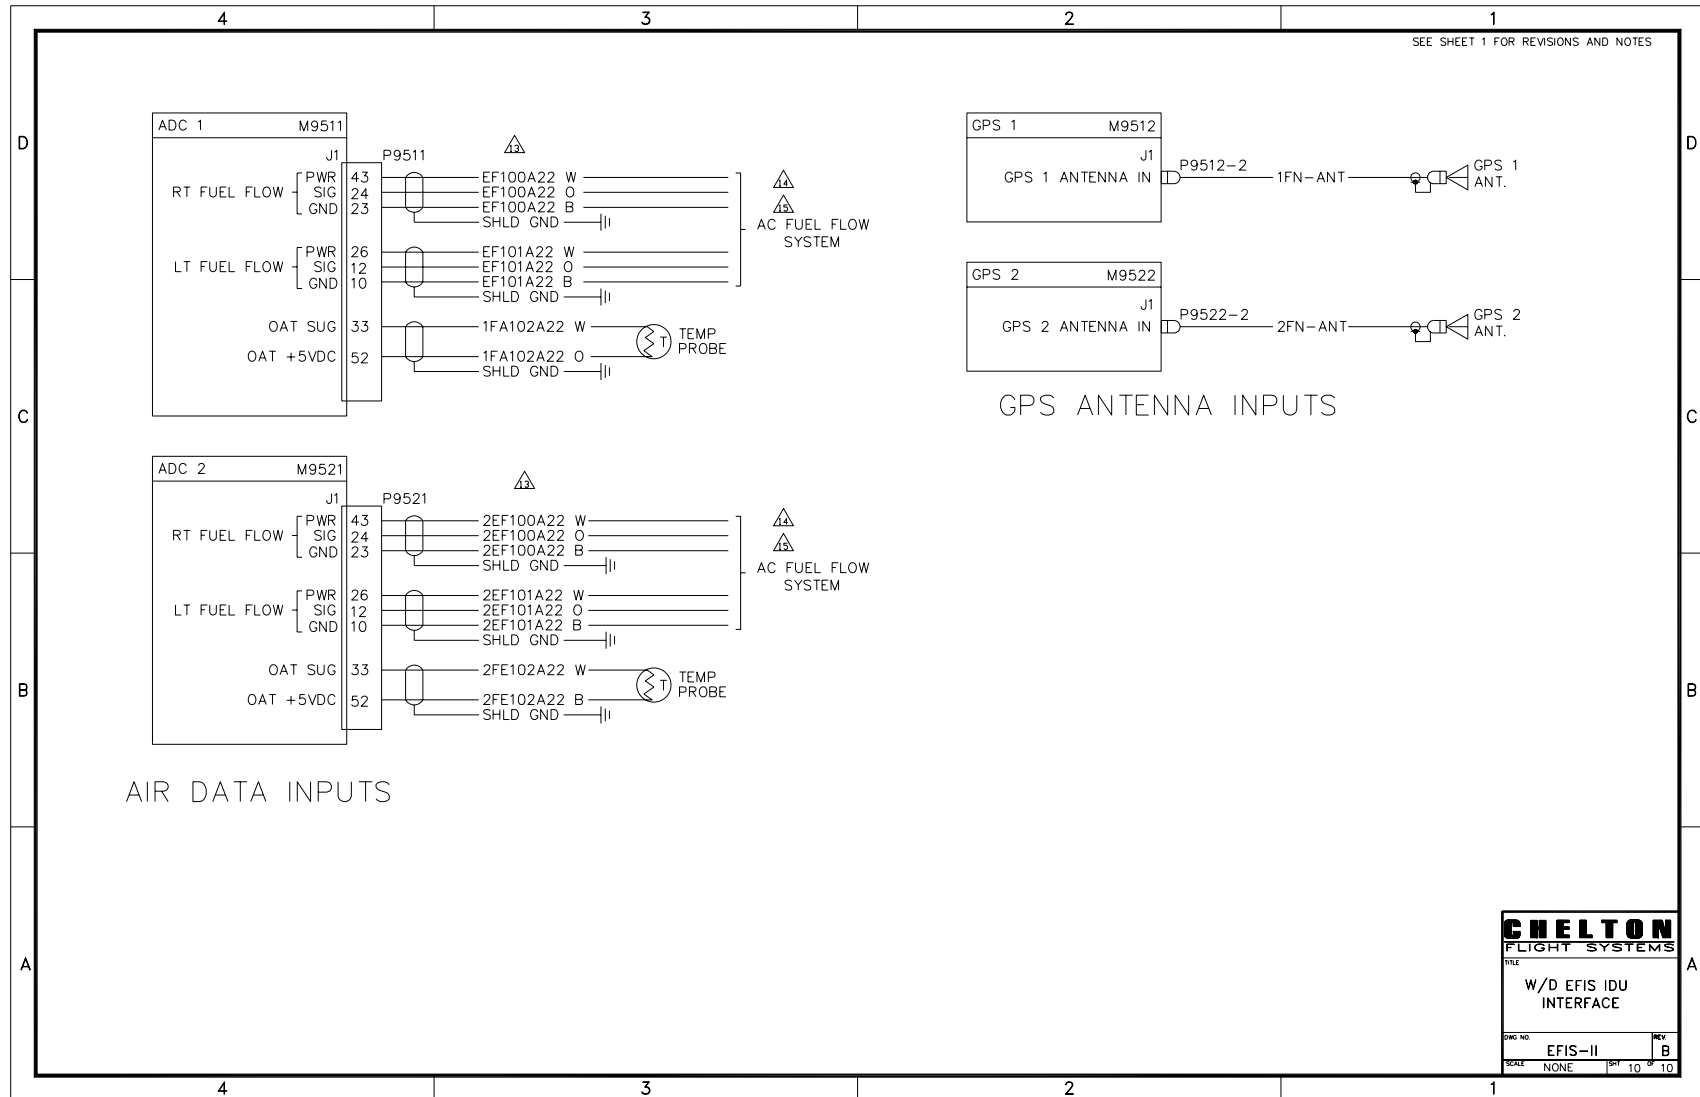 4 3 2 1
SEE SHEET 1 FOR REVISIONS AND NOTES
D D
ADC 1 M9511
J1 P9511
13
RT FUEL FLOW
PWR 43 EF100A22 W
SIG 24 EF100A22 O
GND 23 EF100A22 B
SHLD GND
LT FUEL FLOW
PWR 26 EF101A22 W
SIG 12 EF101A22 O
GND 10 EF101A22 B
SHLD GND
14
15
AC FUEL FLOW
SYSTEM
OAT SUG 33 1FA102A22 W
OAT +5VDC 52 1FA102A22 O
SHLD GND
T
TEMP
PROBE
GPS 1 M9512
J1 P9512-2
GPS 1 ANTENNA IN 1FN-ANT
GPS 1
ANT.
GPS 2 M9522
J1 P9522-2
GPS 2 ANTENNA IN 2FN-ANT
GPS 2
ANT.
GPS ANTENNA INPUTS
C C
ADC 2 M9521
J1 P9521
13
RT FUEL FLOW
PWR 43 2EF100A22 W
SIG 24 2EF100A22 O
GND 23 2EF100A22 B
SHLD GND
LT FUEL FLOW
PWR 26 2EF101A22 W
SIG 12 2EF101A22 O
GND 10 2EF101A22 B
SHLD GND
14
15
AC FUEL FLOW
SYSTEM
OAT SUG 33 2FE102A22 W
OAT +5VDC 52 2FE102A22 B
SHLD GND
T
TEMP
PROBE
B B
AIR DATA INPUTS
A A
CHELTON
FLIGHT SYSTEMS
TITLE
W/D EFIS IDU
INTERFACE
DWG NO. REV.
EFIS-II B
SCALE NONE SHT 10 OF 10
4 3 2 1